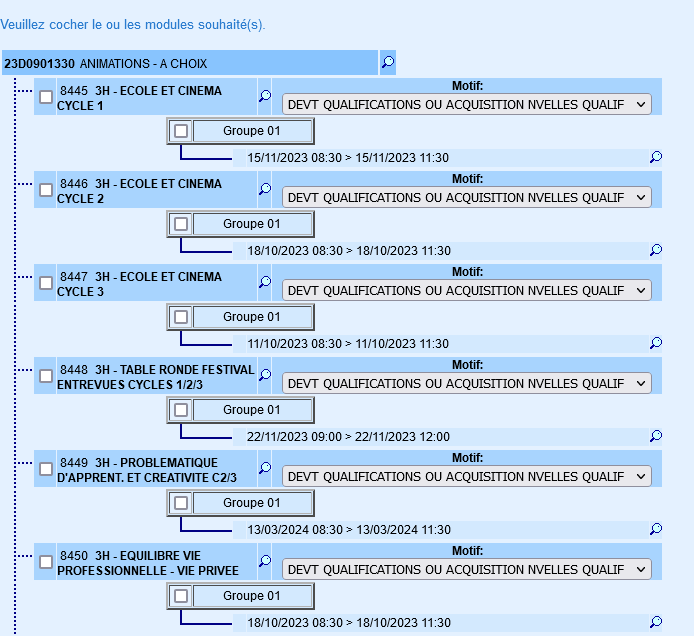 Veuillez cocher le ou les modules souhaité(s).
23D0901330 ANIMATIONS - A CHOIX
8445 3H - ECOLE ET CINEMA
CYCLE 1
Motif:
DEVT QUALIFICATIONS OU ACQUISITION NVELLES QUALIF
Groupe 01
15/11/2023 08:30 > 15/11/2023 11:30
8446 3H - ECOLE ET CINEMA
CYCLE 2
Motif:
DEVT QUALIFICATIONS OU ACQUISITION NVELLES QUALIF
Groupe 01
18/10/2023 08:30 > 18/10/2023 11:30
8447 3H - ECOLE ET CINEMA
CYCLE 3
Motif:
DEVT QUALIFICATIONS OU ACQUISITION NVELLES QUALIF
Groupe 01
11/10/2023 08:30 > 11/10/2023 11:30
8448 3H - TABLE RONDE FESTIVAL
ENTREVUES CYCLES 1/2/3
Motif:
DEVT QUALIFICATIONS OU ACQUISITION NVELLES QUALIF
Groupe 01
22/11/2023 09:00 > 22/11/2023 12:00
8449 3H - PROBLEMATIQUE
D'APPRENT. ET CREATIVITE C2/3
Motif:
DEVT QUALIFICATIONS OU ACQUISITION NVELLES QUALIF
Groupe 01
13/03/2024 08:30 > 13/03/2024 11:30
8450 3H - EQUILIBRE VIE
PROFESSIONNELLE - VIE PRIVEE
Motif:
DEVT QUALIFICATIONS OU ACQUISITION NVELLES QUALIF
Groupe 01
18/10/2023 08:30 > 18/10/2023 11:30